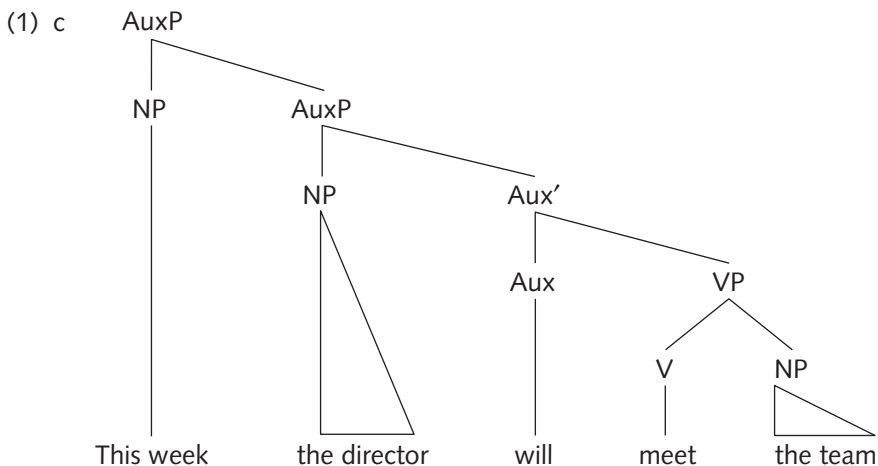 (1) c AuxP
NP AuxP
NP Aux′
Aux VP
V NP
This week the director will meet the team